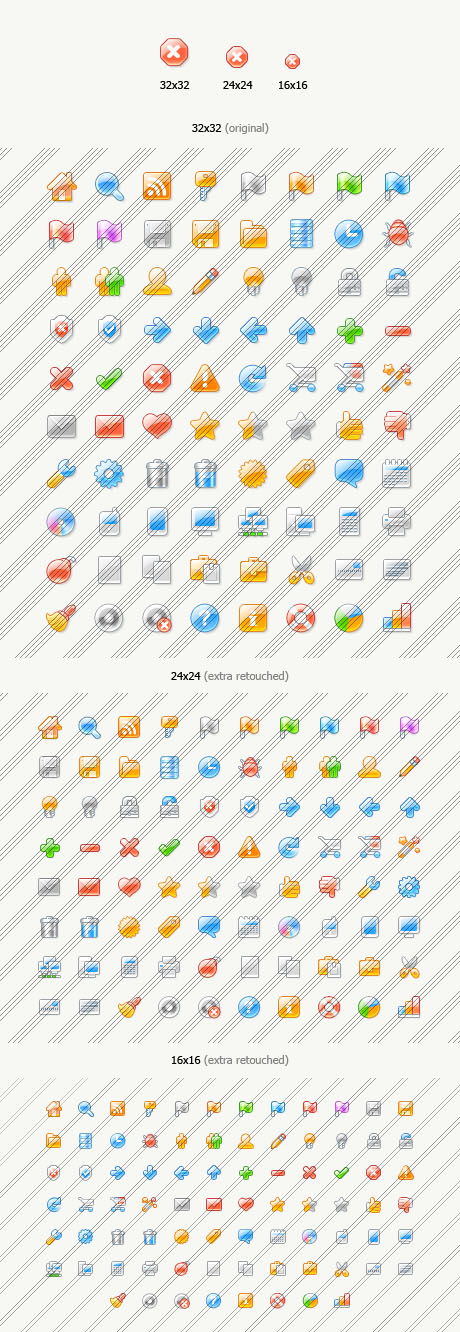 32x32 24x24 16x16
32x32 (original)
24x24 (extra retouched)
16x16 (extra retouched)